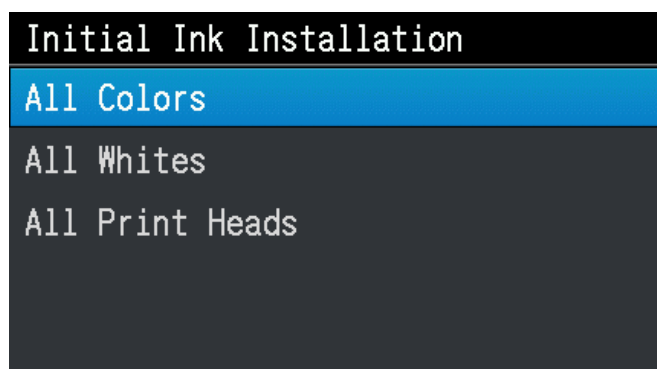 Initial Ink Installation
All Colors
All Whites
All Print Heads